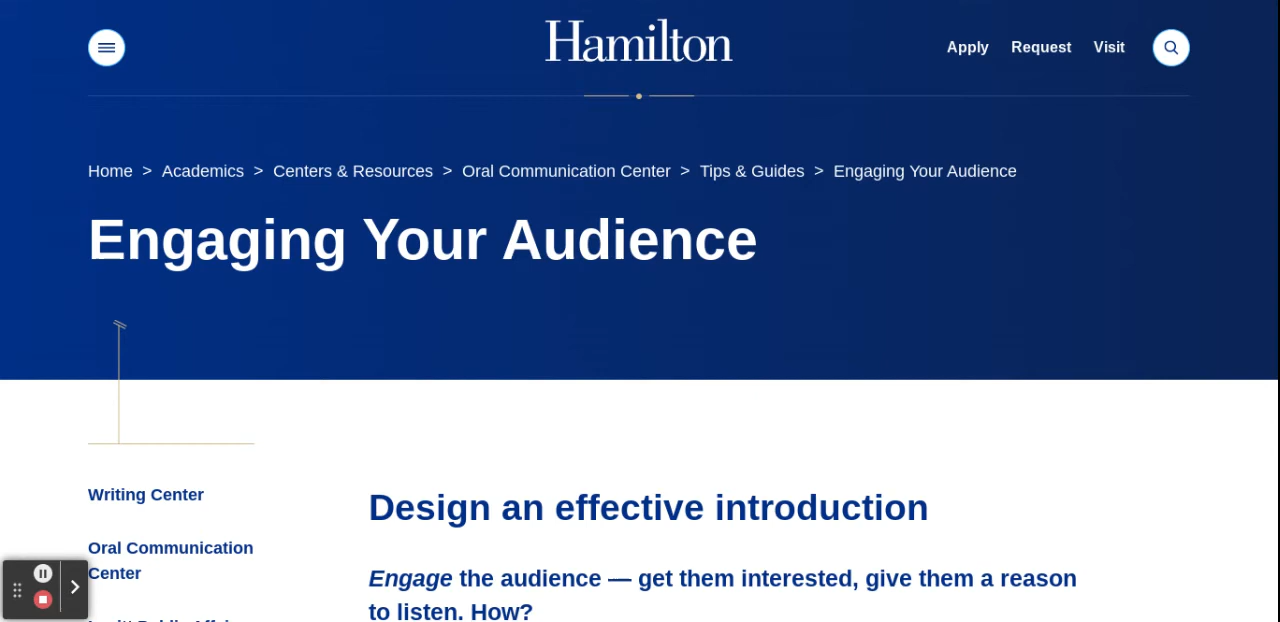 Hamilton
Apply Request Visit
Home > Academics > Centers & Resources > Oral Communication Center > Tips & Guides > Engaging Your Audience
Engaging Your Audience
Writing Center
Oral Communication
Center
Design an effective introduction
Engage the audience — get them interested, give them a reason
to listen. How?